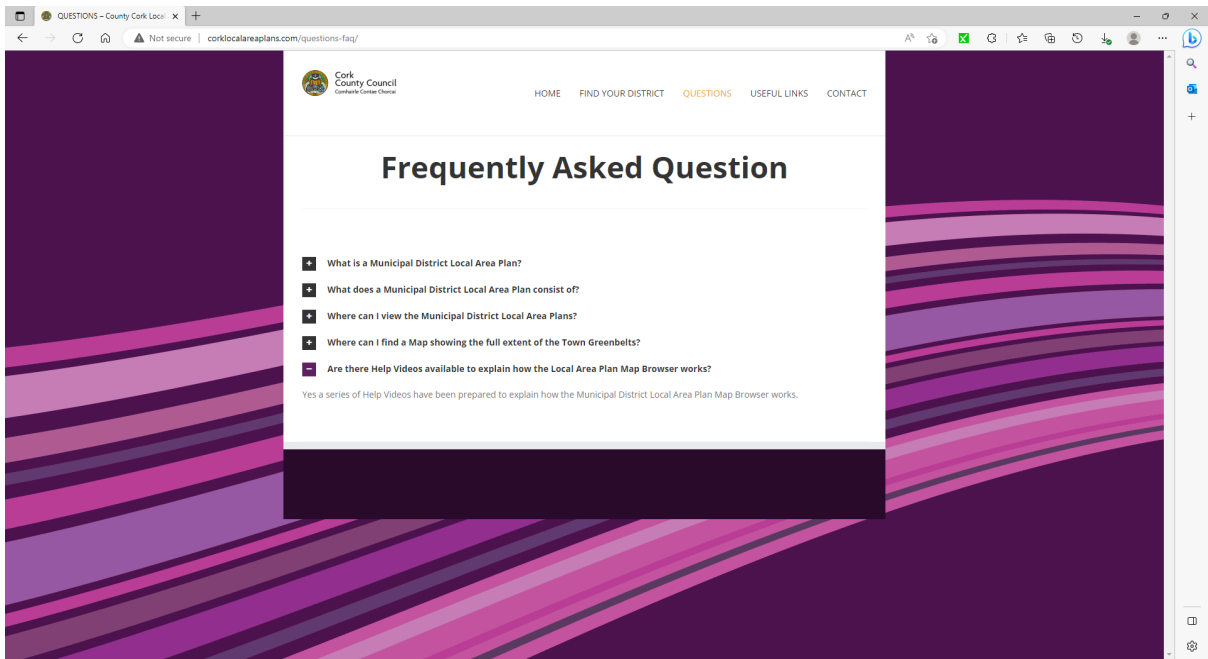 QUESTIONS – County Cork Local
Not secure | corklocalareaplans.com/questions-faq/
Cork
County Council
Comhairle Contae Chorcaí
HOME FIND YOUR DISTRICT QUESTIONS USEFUL LINKS CONTACT
Frequently Asked Question
What is a Municipal District Local Area Plan?
What does a Municipal District Local Area Plan consist of?
Where can I view the Municipal District Local Area Plans?
Where can I find a Map showing the full extent of the Town Greenbelts?
Are there Help Videos available to explain how the Local Area Plan Map Browser works?
Yes a series of Help Videos have been prepared to explain how the Municipal District Local Area Plan Map Browser works.